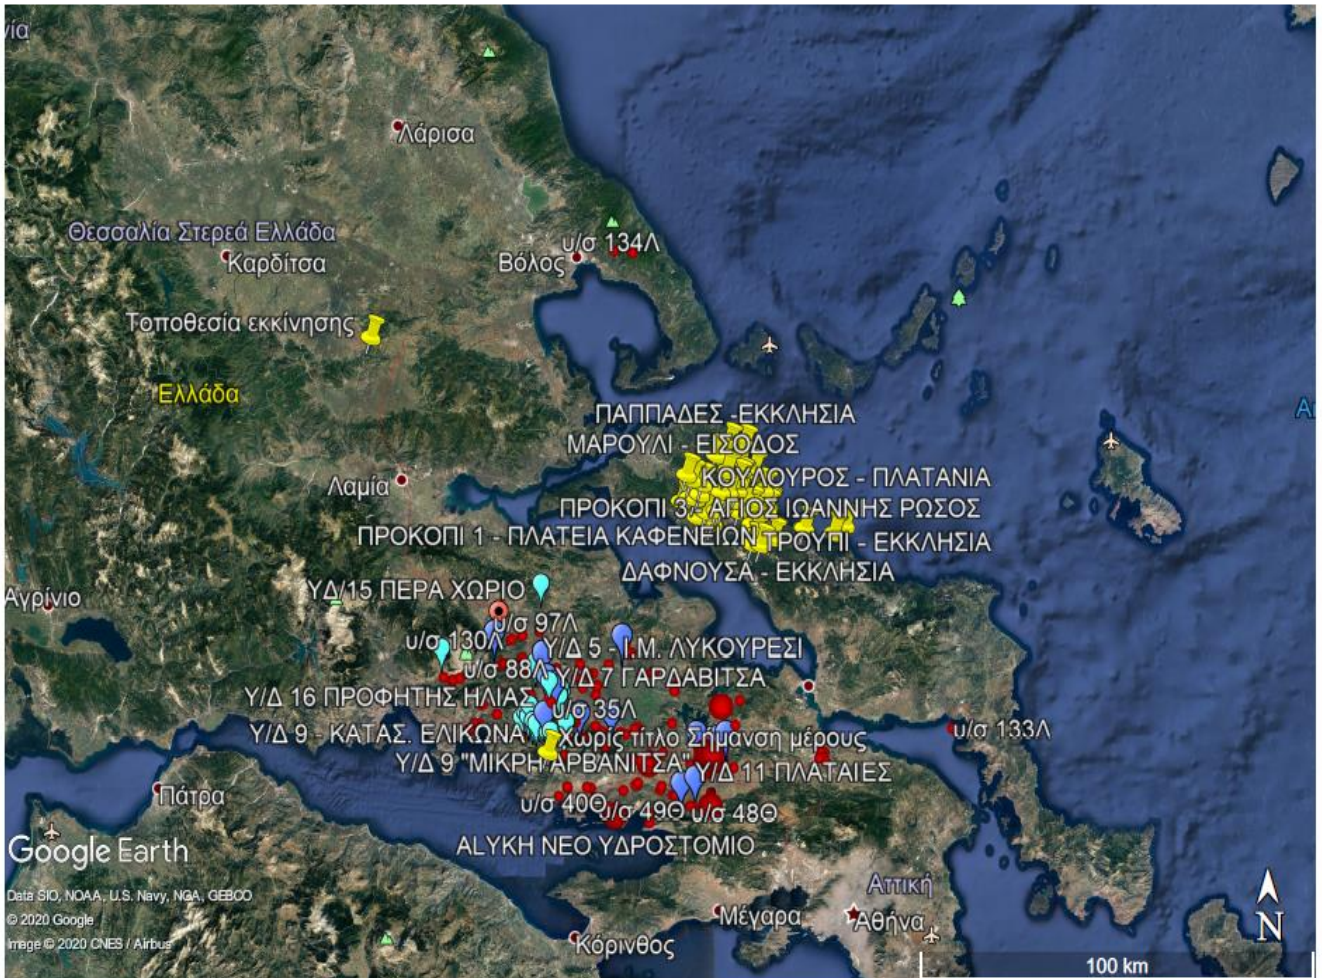 νία
Λάρισα
Θεσσαλία Στερεά Ελλάδα
Καρδίτσα
υ/σ 134Λ
Βόλος
Τοποθεσία εκκίνησης
Ελλάδα
ΠΑΠΠΑΔΕΣ -ΕΚΚΛΗΣΙΑ
ΜΑΡΟΥΛΙ - ΕΙΣΟΔΟΣ
ΚΟΥΛΟΥΡΟΣ - ΠΛΑΤΑΝΙΑ
Λαμία
ΠΡΟΚΟΠΙ 3 - ΑΓΙΟΣ ΙΩΑΝΝΗΣ ΡΩΣΟΣ
ΠΡΟΚΟΠΙ 1 - ΠΛΑΤΕΙΑ ΚΑΦΕΝΕΙΩΝ
ΤΡΟΥΠΙ - ΕΚΚΛΗΣΙΑ
ΔΑΦΝΟΥΣΑ - ΕΚΚΛΗΣΙΑ
ΥΔ/15 ΠΕΡΑ ΧΩΡΙΟ
Αγρίνιο
υ/σ 97Λ
υ/σ 130Λ
Υ/Δ 5 - Ι.Μ. ΛΥΚΟΥΡΕΣΙ
υ/σ 88Λ
Υ/Δ 7 ΓΑΡΔΑΒΙΤΣΑ
Υ/Δ 16 ΠΡΟΦΗΤΗΣ ΗΛΙΑΣ
υ/σ 35Λ
Υ/Δ 9 - ΚΑΤΑΣ. ΕΛΙΚΩΝΑ
Χωρίς τίτλο Σήμανση μέρους
υ/σ 133Λ
Υ/Δ 9 "ΜΙΚΡΗ ΑΡΒΑΝΙΤΣΑ"
Υ/Δ 11 ΠΛΑΤΑΙΕΣ
Πάτρα
υ/σ 40Θ
υ/σ 49Θ
υ/σ 48Θ
ALYKH ΝΕΟ ΥΔΡΟΣΤΟΜΙΟ
Google Earth
Αττική
Data SIO, NOAA, U.S. Navy, NGA, GEBCO
© 2020 Google
Image © 2020 CNES / Airbus
Μέγαρα
Αθήνα
Κόρινθος
N
100 km